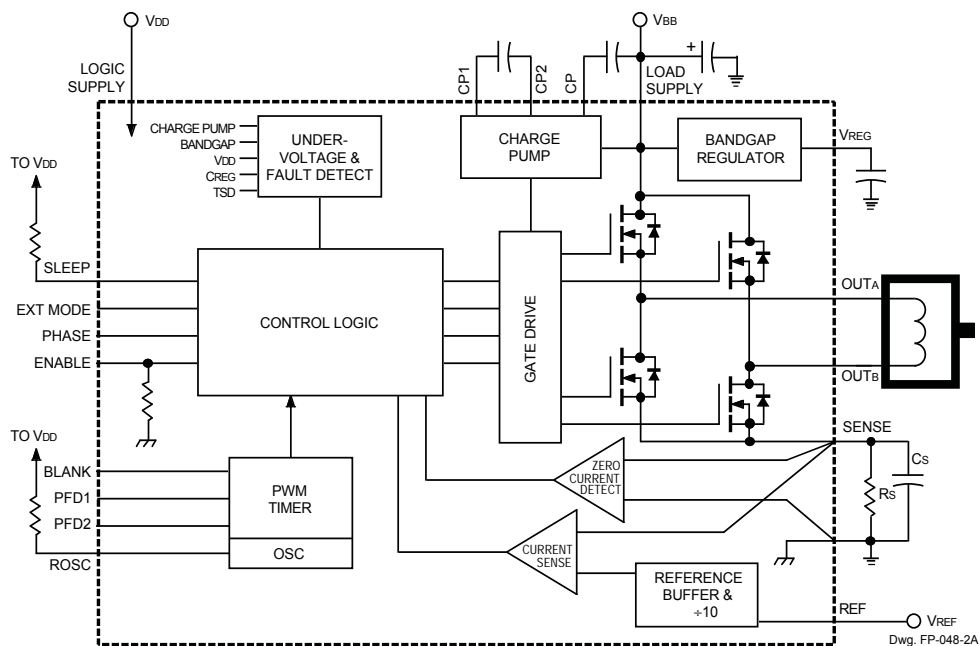 VDD
VBB
LOGIC
SUPPLY
CP1
CP2
CP
+
LOAD
SUPPLY
CHARGE PUMP
BANDGAP
VDD
CREG
TSD
UNDER-
VOLTAGE &
FAULT DETECT
CHARGE
PUMP
BANDGAP
REGULATOR
VREG
TO VDD
SLEEP
EXT MODE
PHASE
ENABLE
CONTROL LOGIC
GATE DRIVE
OUTA
OUTB
SENSE
TO VDD
BLANK
PFD1
PFD2
ROSC
PWM
TIMER
OSC
ZERO
CURRENT
DETECT
CURRENT
SENSE
CS
RS
REFERENCE
BUFFER &
÷10
REF
VREF
Dwg. FP-048-2A